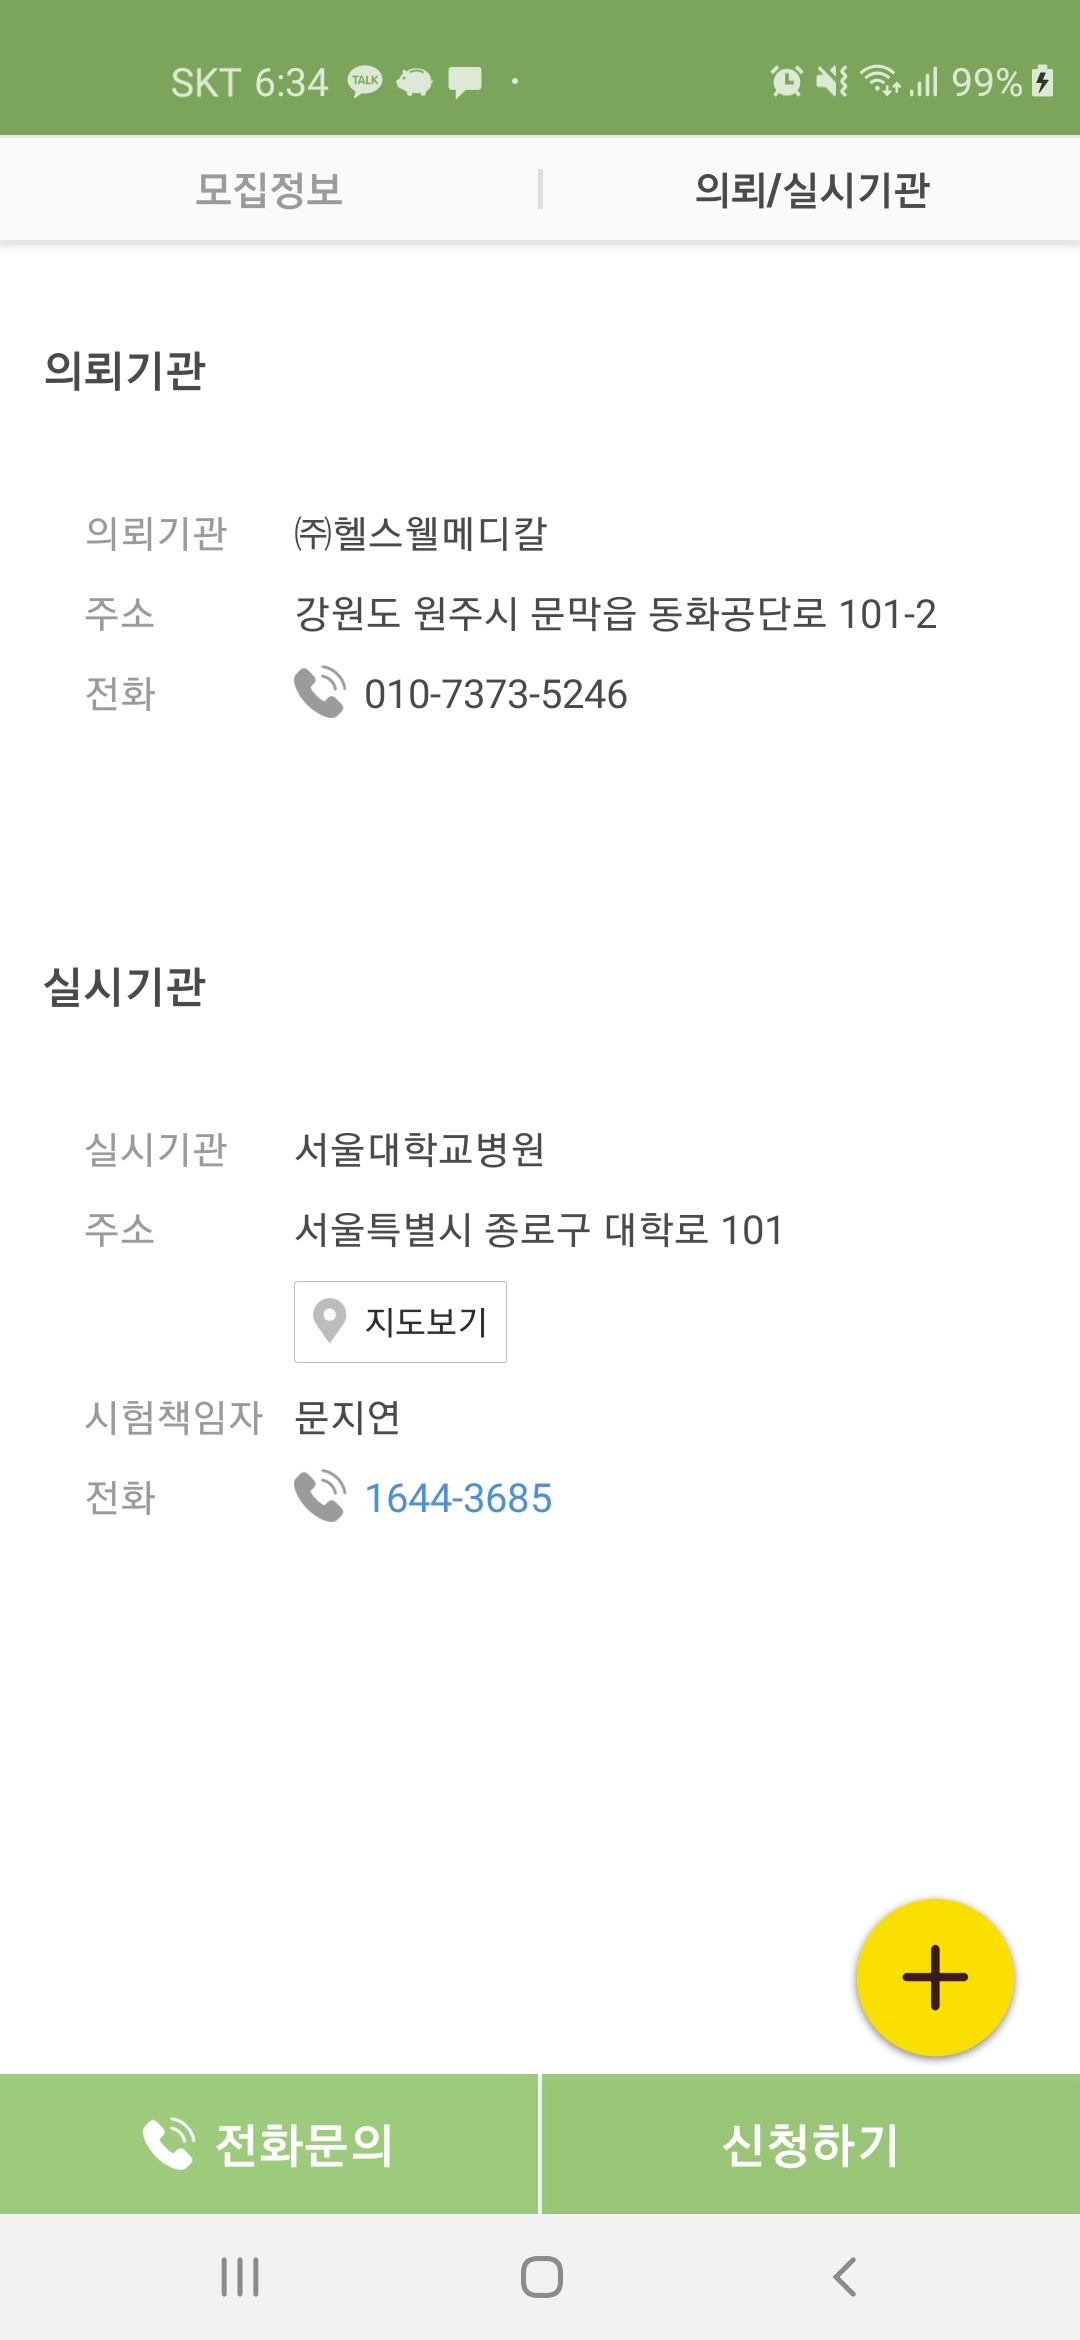 SKT 6:34 TALK 99%
모집정보 의뢰/실시기관
의뢰기관
의뢰기관 ㈜헬스웰메디칼
주소 강원도 원주시 문막읍 동화공단로 101-2
전화 010-7373-5246
실시기관
실시기관 서울대학교병원
주소 서울특별시 종로구 대학로 101
지도보기
시험책임자 문지연
전화 1644-3685
전화문의 신청하기